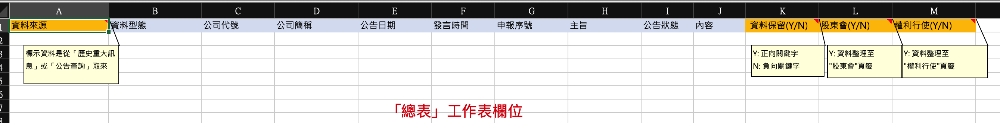 A B C D E F G H I J K L M
1 資料來源 資料型態 公司代號 公司簡稱 公告日期 發言時間 申報序號 主旨 公告狀態 內容 資料保留(Y/N) 股東會(Y/N) 權利行使(Y/N)
2
3 標示資料是從「歷史重大訊 Y: 正向關鍵字 Y: 資料整理至 Y: 資料整理至
4 息」或「公告查詢」取來 N: 負向關鍵字 "股東會"頁籤 "權利行使"頁籤
5
6
7 「總表」工作表欄位
8